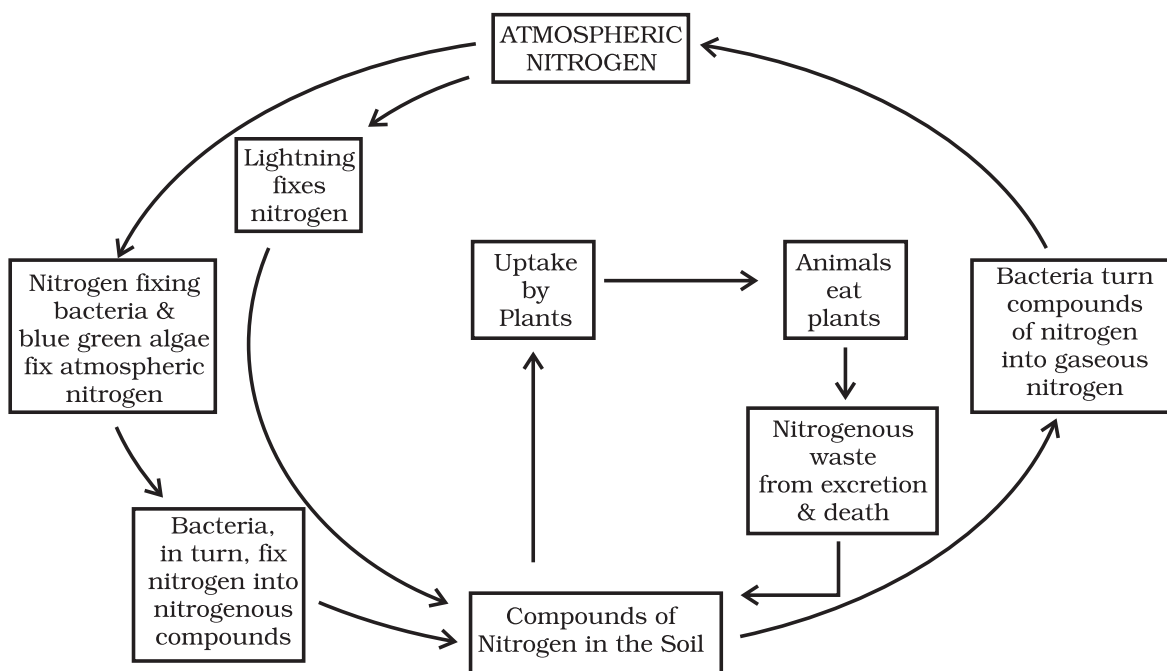 ATMOSPHERIC
NITROGEN
Lightning
fixes
nitrogen
Nitrogen fixing
bacteria &
blue green algae
fix atmospheric
nitrogen
Uptake
by
Plants
Animals
eat
plants
Bacteria turn
compounds
of nitrogen
into gaseous
nitrogen
Nitrogenous
waste
from excretion
& death
Bacteria,
in turn, fix
nitrogen into
nitrogenous
compounds
Compounds of
Nitrogen in the Soil